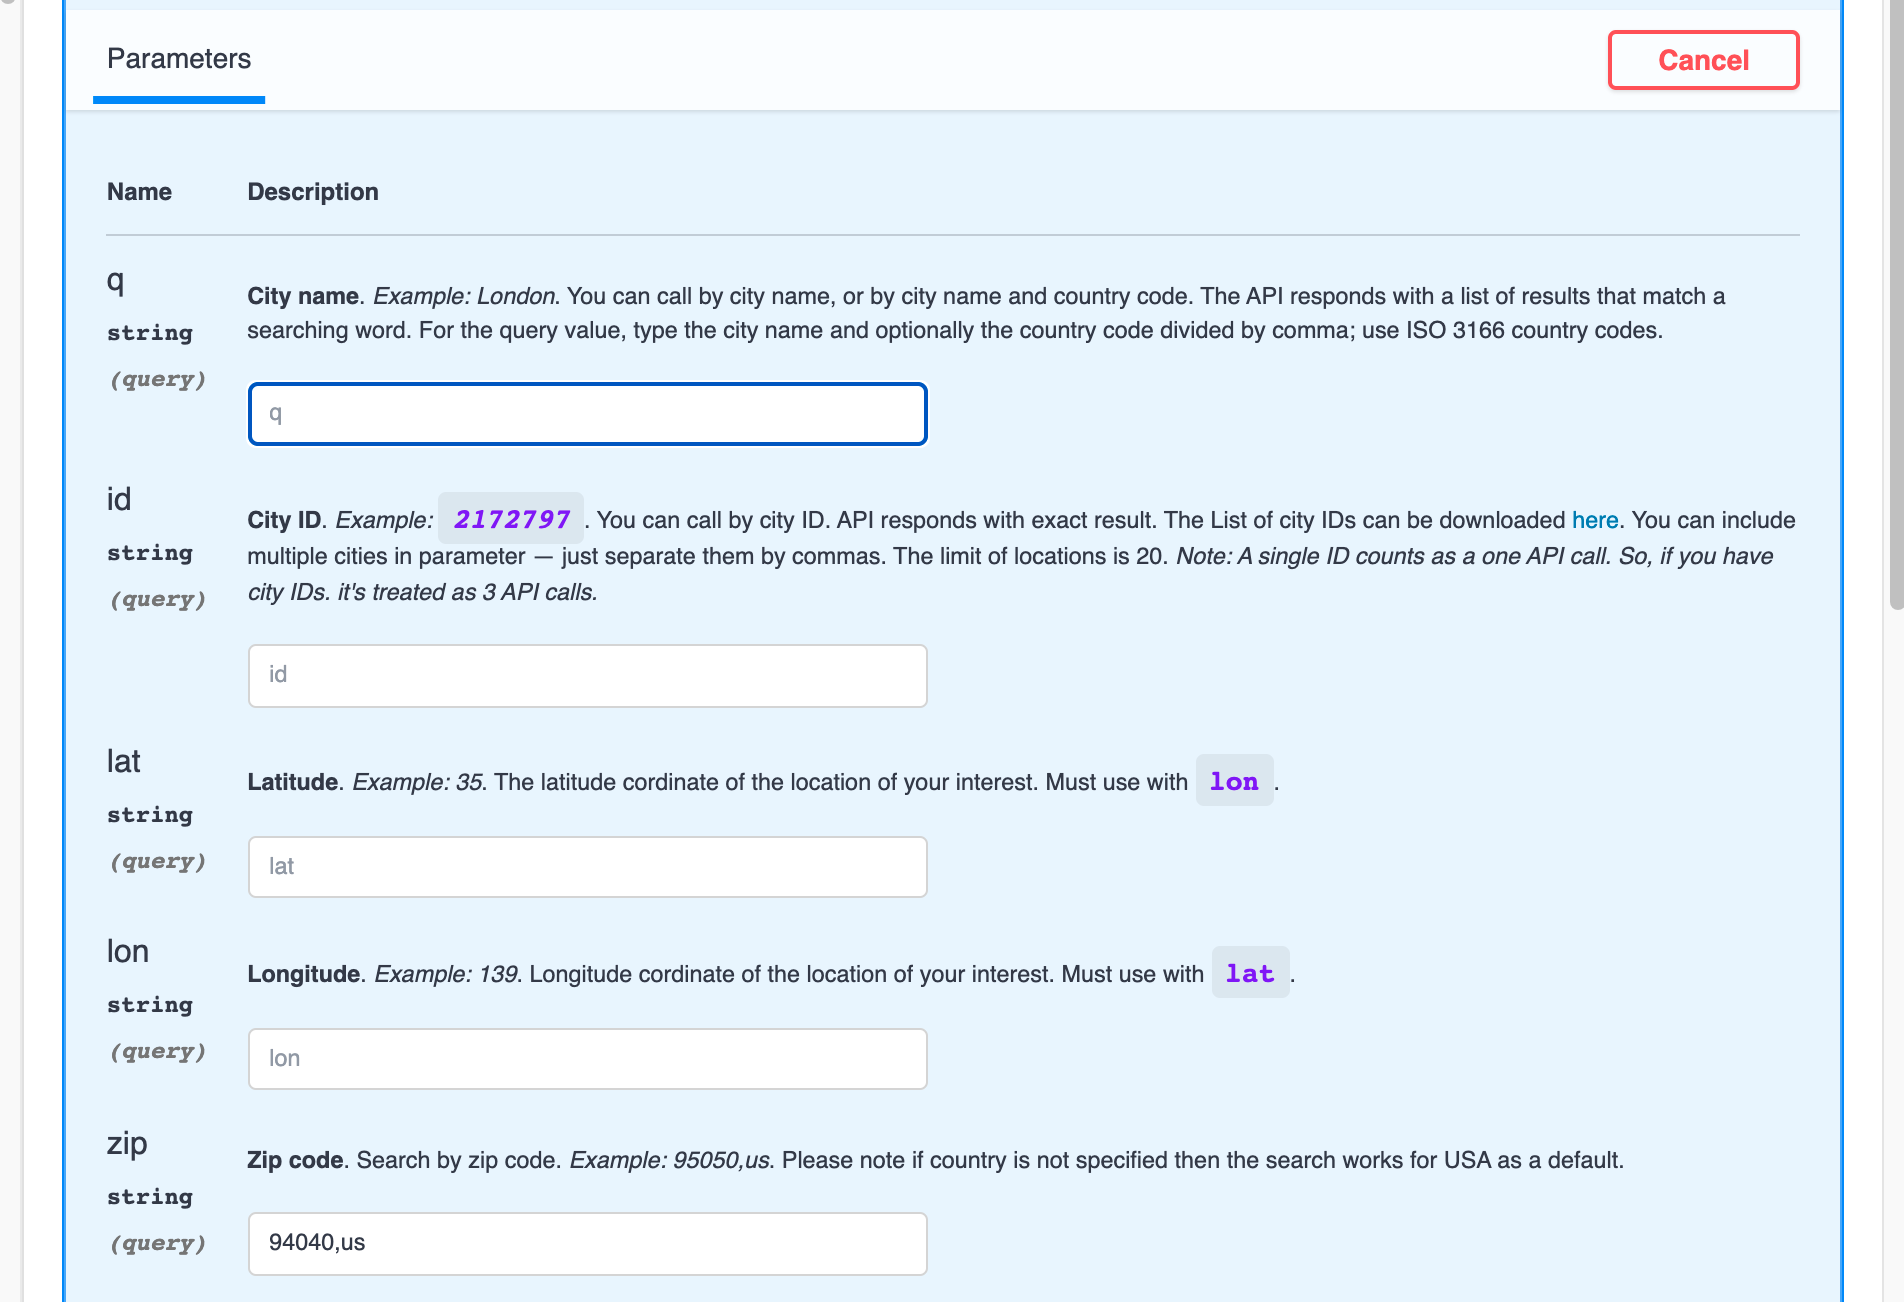 Parameters
Cancel
Name Description
q
City name. Example: London. You can call by city name, or by city name and country code. The API responds with a list of results that match a
string
searching word. For the query value, type the city name and optionally the country code divided by comma; use ISO 3166 country codes.
(query)
q
id
City ID. Example: 2172797 . You can call by city ID. API responds with exact result. The List of city IDs can be downloaded here. You can include
string
multiple cities in parameter — just separate them by commas. The limit of locations is 20. Note: A single ID counts as a one API call. So, if you have
(query)
city IDs. it's treated as 3 API calls.
id
lat
Latitude. Example: 35. The latitude cordinate of the location of your interest. Must use with lon .
string
(query)
lat
lon
Longitude. Example: 139. Longitude cordinate of the location of your interest. Must use with lat .
string
(query)
lon
zip
Zip code. Search by zip code. Example: 95050,us. Please note if country is not specified then the search works for USA as a default.
string
(query)
94040,us